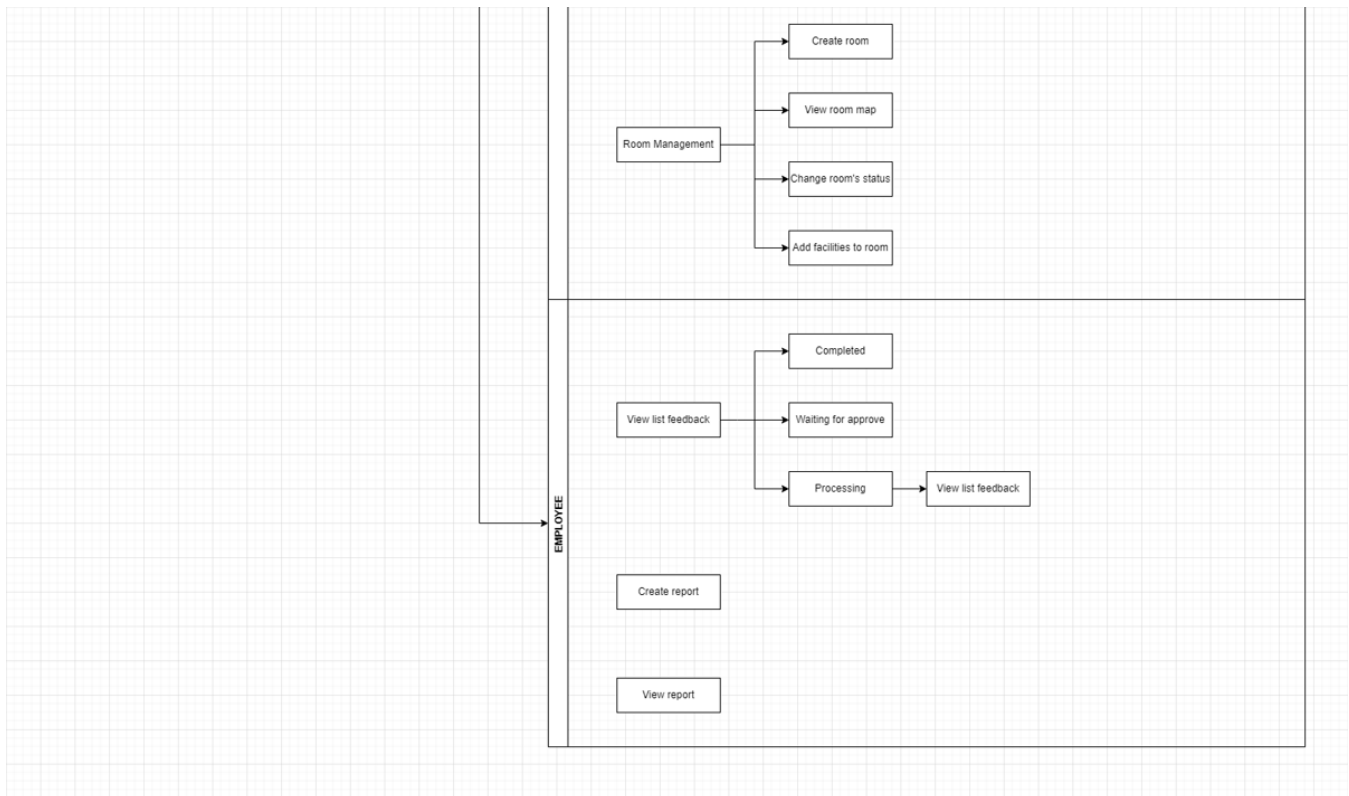 Create room
View room map
Room Management
Change room's status
Add facilities to room
EMPLOYEE
Completed
View list feedback
Waiting for approve
Processing
View list feedback
Create report
View report